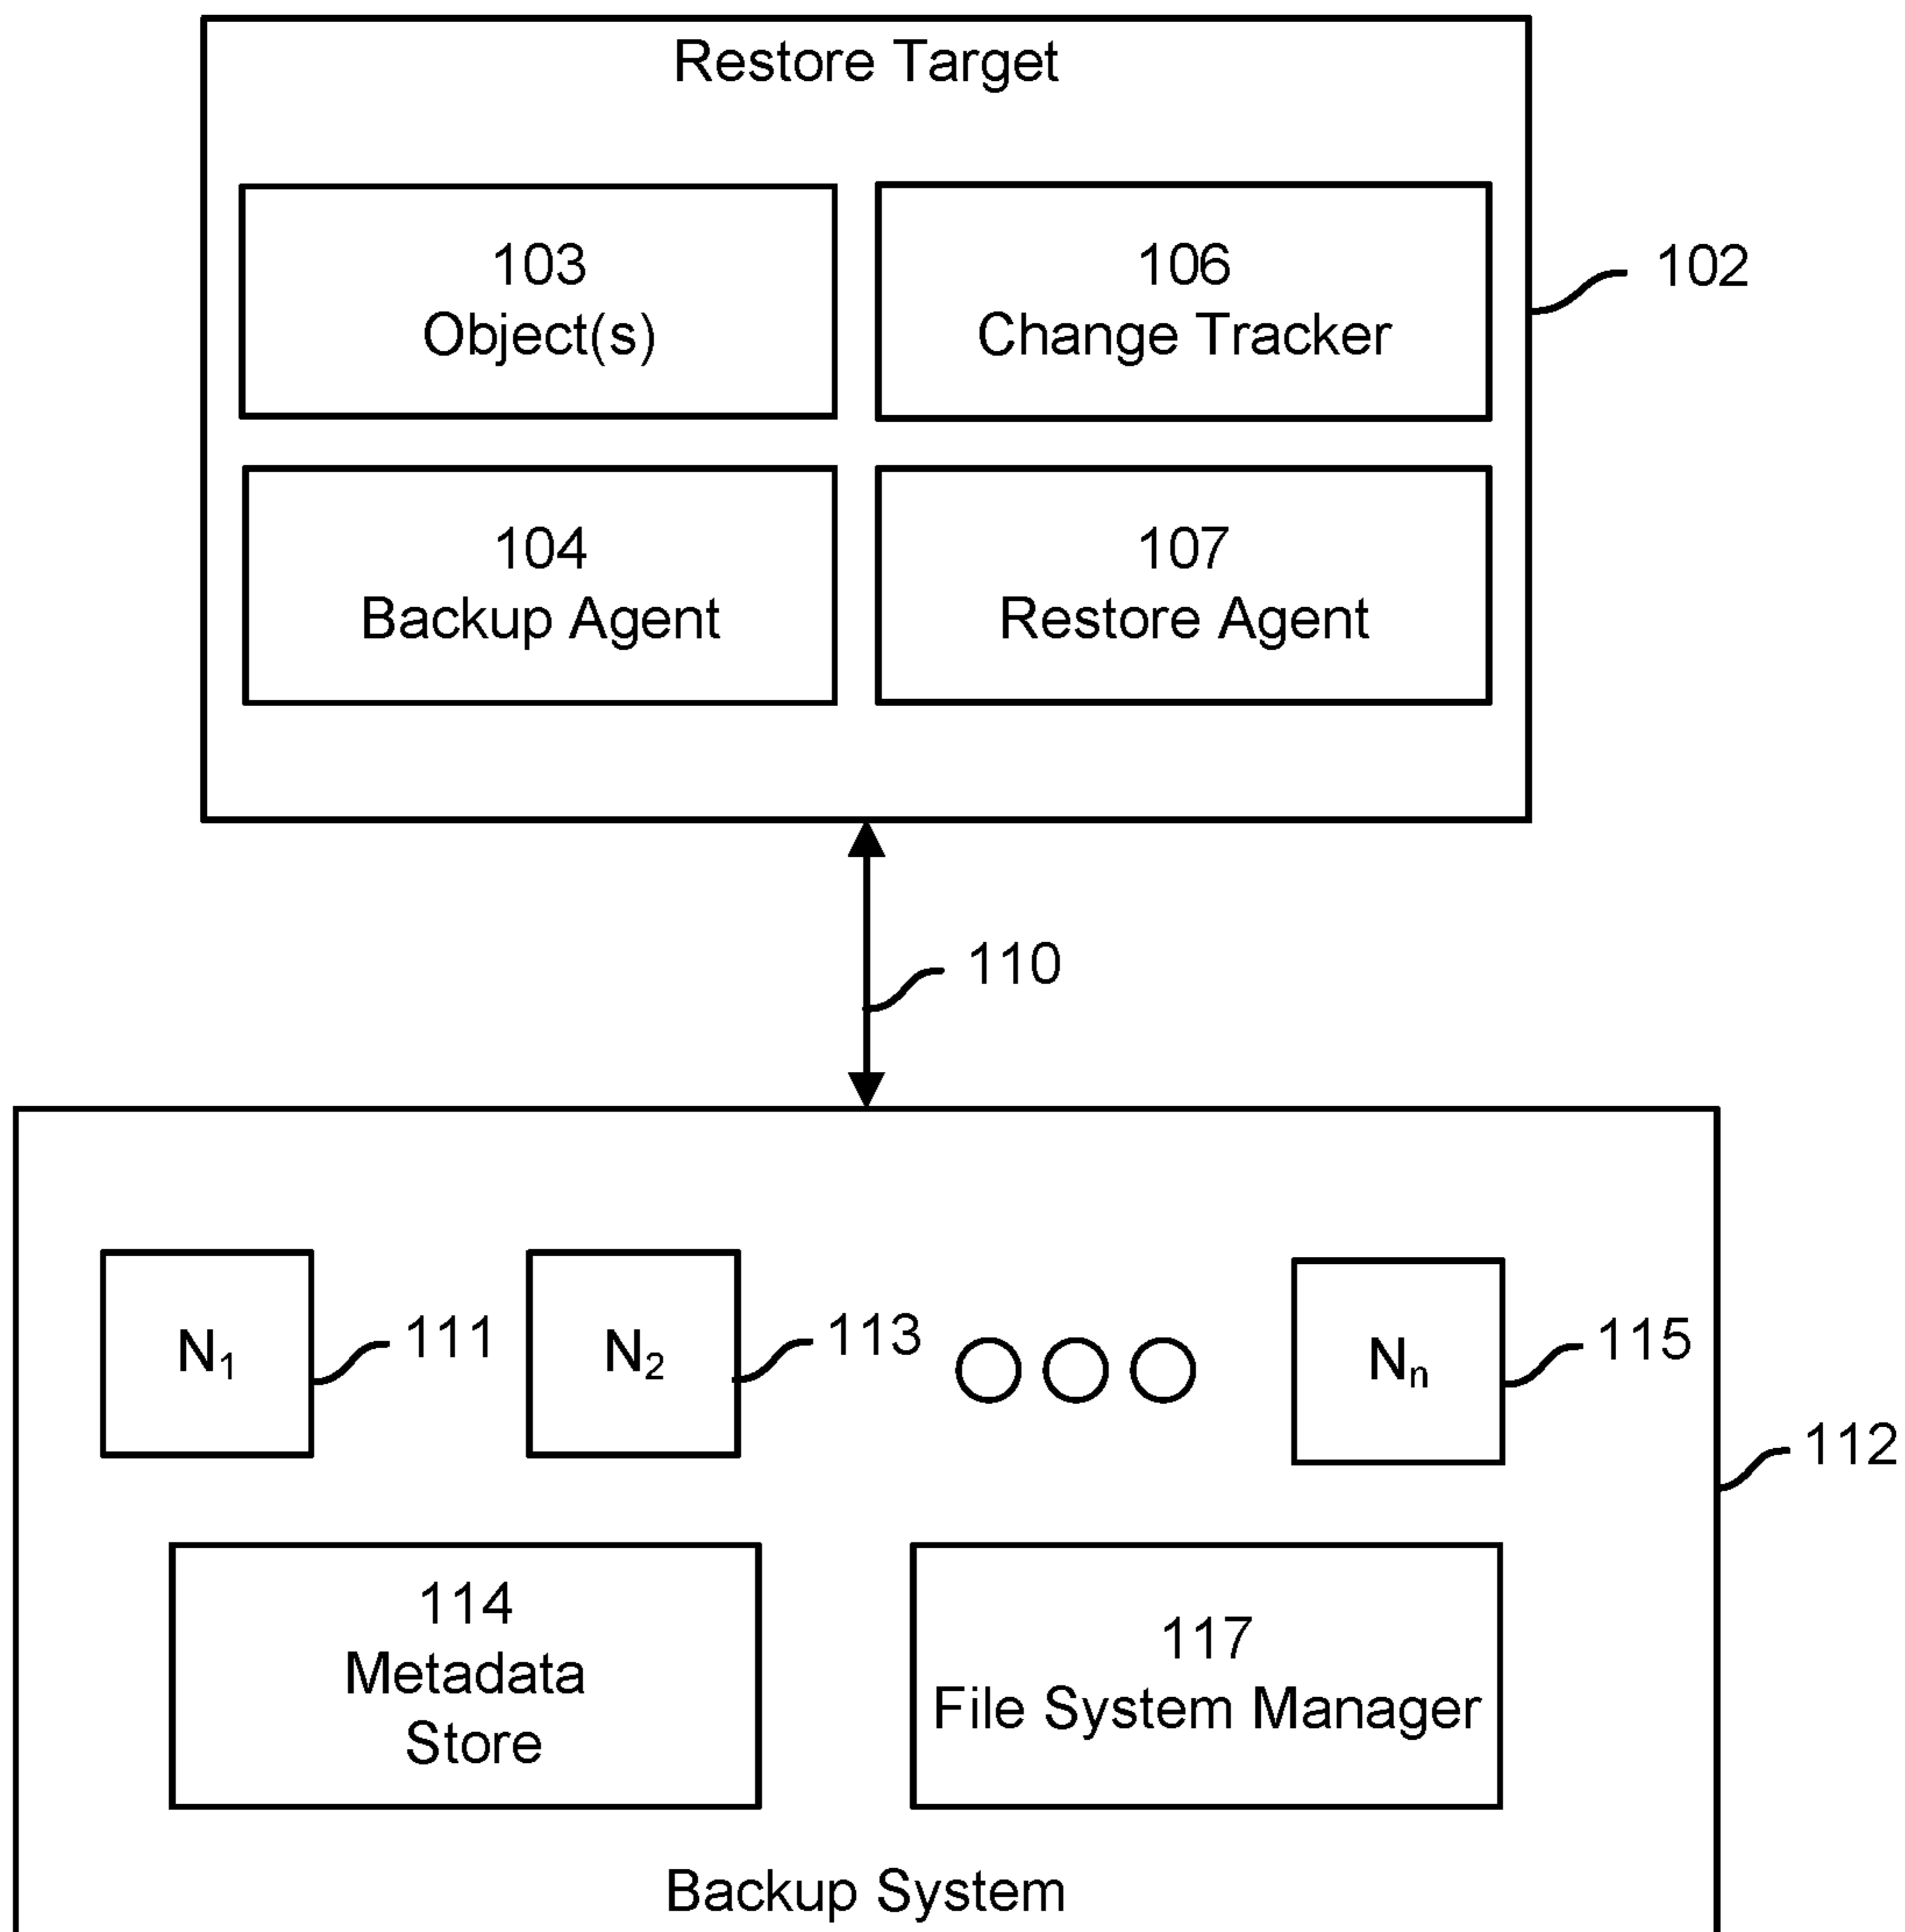 Restore Target
103
Object(s)
106
Change Tracker
102
104
Backup Agent
107
Restore Agent
110
N₁
111
N₂
113
Nₙ
115
112
114
Metadata
Store
117
File System Manager
Backup System